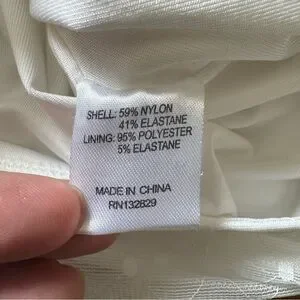 SHELL: 59% NYLON
41% ELASTANE
LINING: 95% POLYESTER
5% ELASTANE
MADE IN CHINA
RN132829